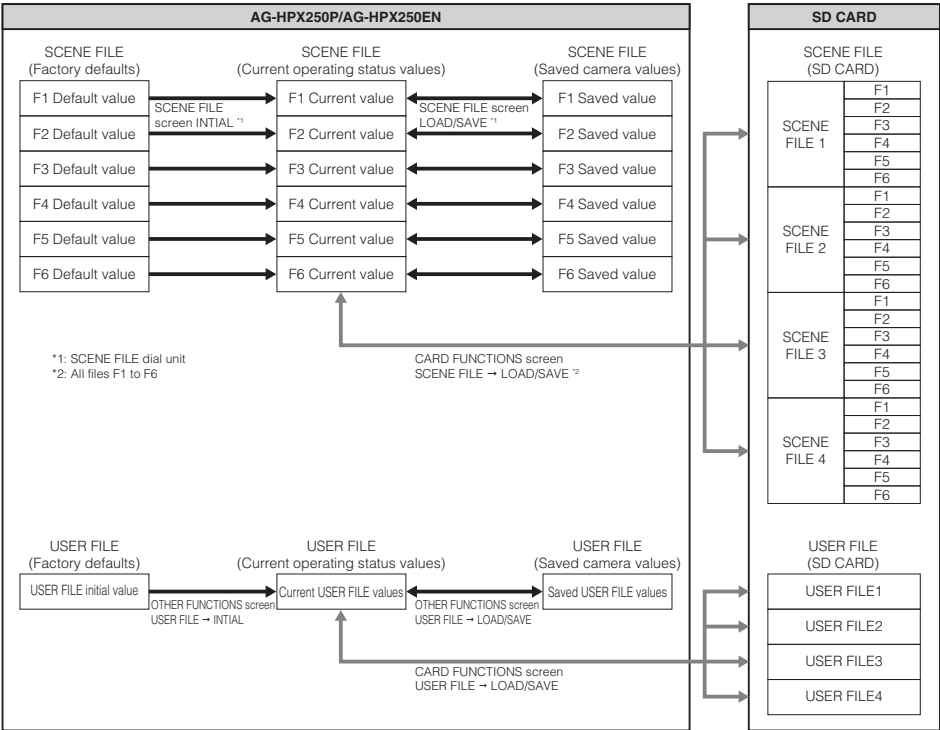 AG-HPX250P/AG-HPX250EN
SCENE FILE
(Factory defaults)
SCENE FILE
(Current operating status values)
SCENE FILE
(Saved camera values)
F1 Default value
SCENE FILE
screen INTIAL *1
F1 Current value
SCENE FILE screen
LOAD/SAVE *1
F1 Saved value
F2 Default value
F2 Current value
F2 Saved value
F3 Default value
F3 Current value
F3 Saved value
F4 Default value
F4 Current value
F4 Saved value
F5 Default value
F5 Current value
F5 Saved value
F6 Default value
F6 Current value
F6 Saved value
*1: SCENE FILE dial unit
*2: All files F1 to F6
CARD FUNCTIONS screen
SCENE FILE → LOAD/SAVE *2
USER FILE
(Factory defaults)
USER FILE
(Current operating status values)
USER FILE
(Saved camera values)
USER FILE initial value
OTHER FUNCTIONS screen
USER FILE → INTIAL
Current USER FILE values
OTHER FUNCTIONS screen
USER FILE → LOAD/SAVE
Saved USER FILE values
CARD FUNCTIONS screen
USER FILE → LOAD/SAVE
SD CARD
SCENE FILE
(SD CARD)
SCENE
FILE 1
F1
F2
F3
F4
F5
F6
SCENE
FILE 2
F1
F2
F3
F4
F5
F6
SCENE
FILE 3
F1
F2
F3
F4
F5
F6
SCENE
FILE 4
F1
F2
F3
F4
F5
F6
USER FILE
(SD CARD)
USER FILE1
USER FILE2
USER FILE3
USER FILE4